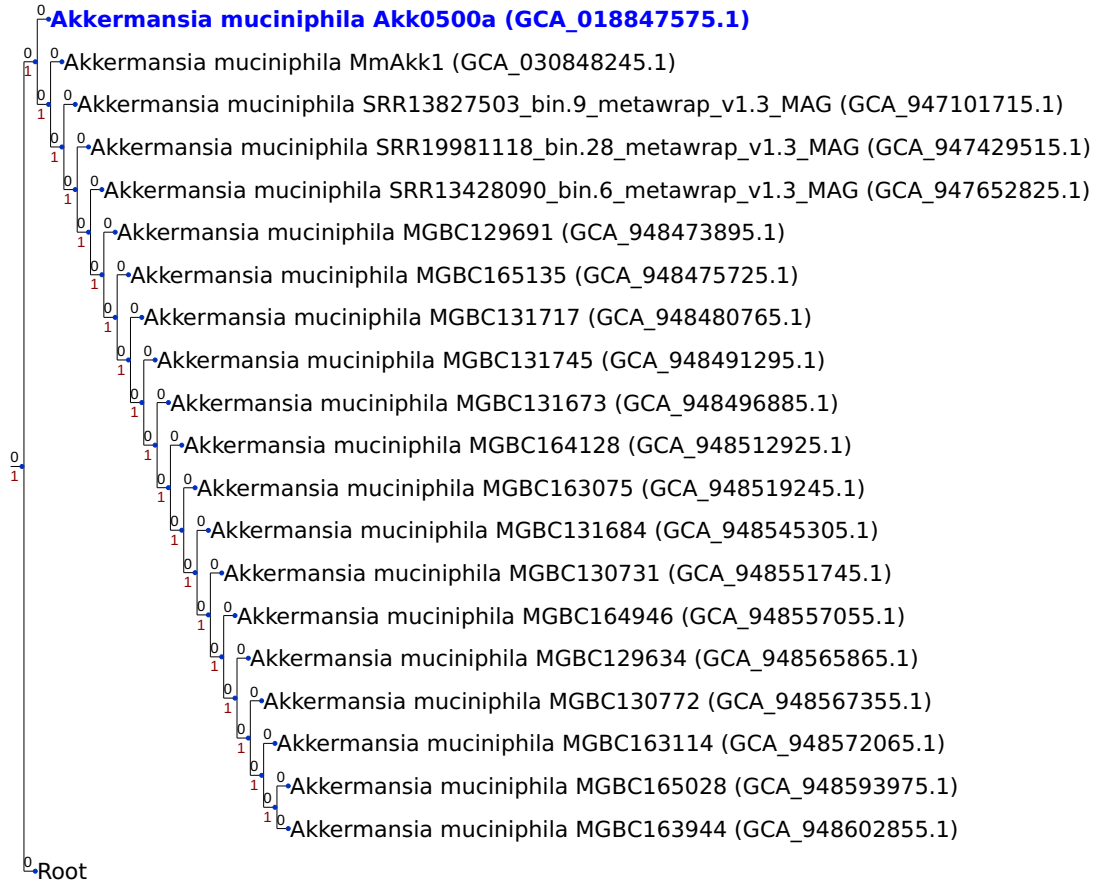 Akkermansia muciniphila Akk0500a (GCA_018847575.1)
Akkermansia muciniphila MmAkk1 (GCA_030848245.1)
Akkermansia muciniphila SRR13827503_bin.9_metawrap_v1.3_MAG (GCA_947101715.1)
Akkermansia muciniphila SRR19981118_bin.28_metawrap_v1.3_MAG (GCA_947429515.1)
Akkermansia muciniphila SRR13428090_bin.6_metawrap_v1.3_MAG (GCA_947652825.1)
Akkermansia muciniphila MGBC129691 (GCA_948473895.1)
Akkermansia muciniphila MGBC165135 (GCA_948475725.1)
Akkermansia muciniphila MGBC131717 (GCA_948480765.1)
Akkermansia muciniphila MGBC131745 (GCA_948491295.1)
Akkermansia muciniphila MGBC131673 (GCA_948496885.1)
Akkermansia muciniphila MGBC164128 (GCA_948512925.1)
Akkermansia muciniphila MGBC163075 (GCA_948519245.1)
Akkermansia muciniphila MGBC131684 (GCA_948545305.1)
Akkermansia muciniphila MGBC130731 (GCA_948551745.1)
Akkermansia muciniphila MGBC164946 (GCA_948557055.1)
Akkermansia muciniphila MGBC129634 (GCA_948565865.1)
Akkermansia muciniphila MGBC130772 (GCA_948567355.1)
Akkermansia muciniphila MGBC163114 (GCA_948572065.1)
Akkermansia muciniphila MGBC165028 (GCA_948593975.1)
Akkermansia muciniphila MGBC163944 (GCA_948602855.1)
Root